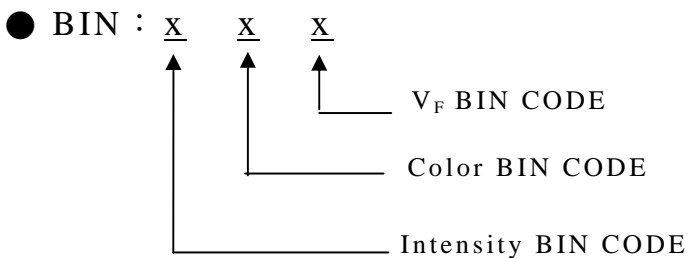 ● BIN：x x x
V_F BIN CODE
Color BIN CODE
Intensity BIN CODE